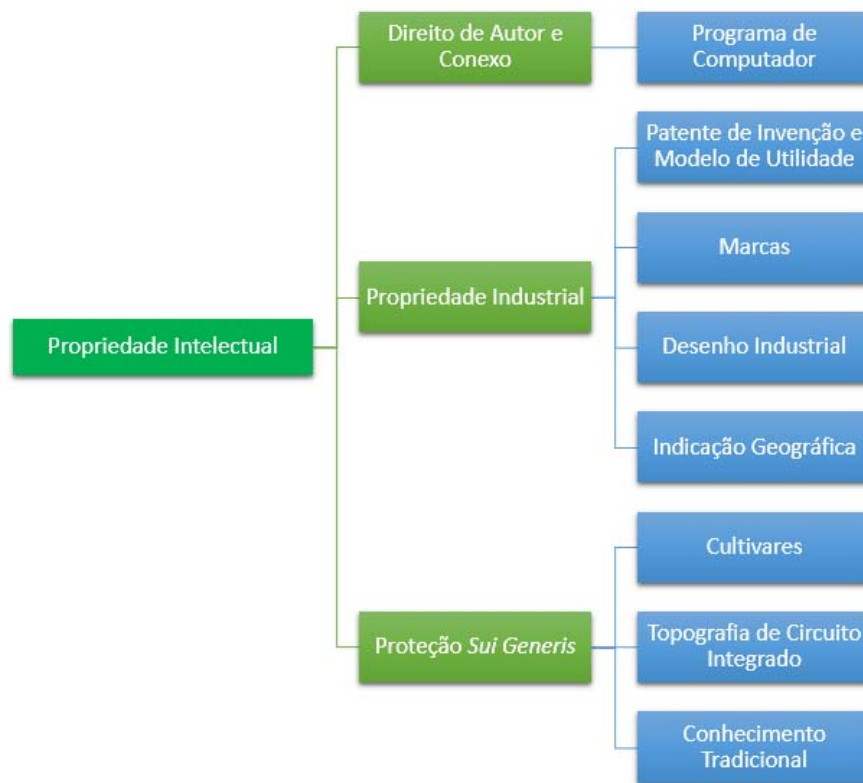 Direito de Autor e
Conexo
Programa de
Computador
Patente de Invenção e
Modelo de Utilidade
Marcas
Propriedade Industrial
Propriedade Intelectual
Desenho Industrial
Indicação Geográfica
Cultivares
Proteção Sui Generis
Topografia de Circuito
Integrado
Conhecimento
Tradicional